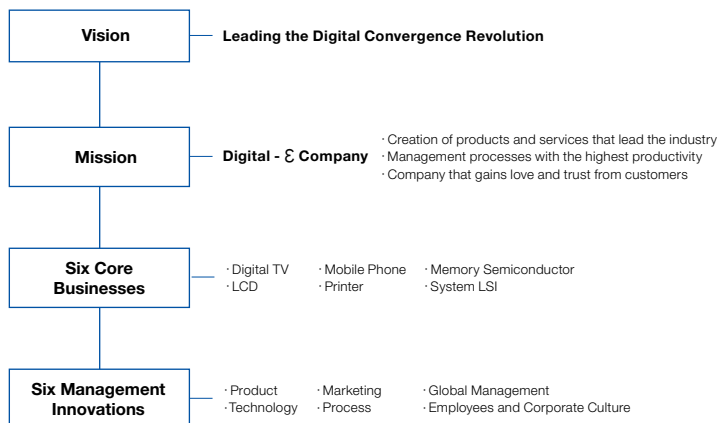 Vision
Leading the Digital Convergence Revolution
Mission
Digital - Ɛ Company
· Creation of products and services that lead the industry
· Management processes with the highest productivity
· Company that gains love and trust from customers
Six Core
Businesses
· Digital TV · Mobile Phone · Memory Semiconductor
· LCD · Printer · System LSI
Six Management
Innovations
· Product · Marketing · Global Management
· Technology · Process · Employees and Corporate Culture